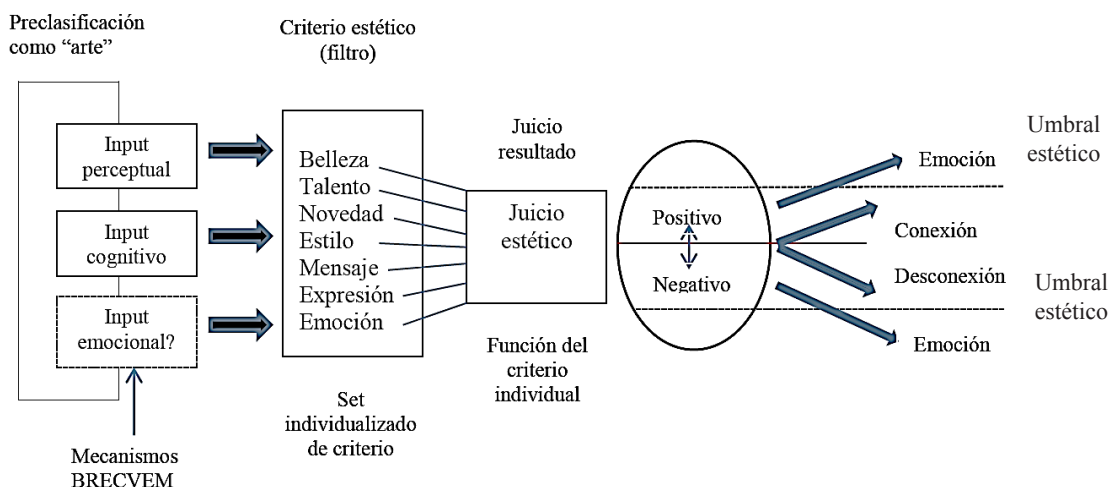 Preclasificación
como “arte”
Input
perceptual
Input
cognitivo
Input
emocional?
Mecanismos
BRECVEM
Criterio estético
(filtro)
Belleza
Talento
Novedad
Estilo
Mensaje
Expresión
Emoción
Set
individualizado
de criterio
Juicio
resultado
Juicio
estético
Función del
criterio
individual
Positivo
Negativo
Emoción
Conexión
Desconexión
Emoción
Umbral
estético
Umbral
estético